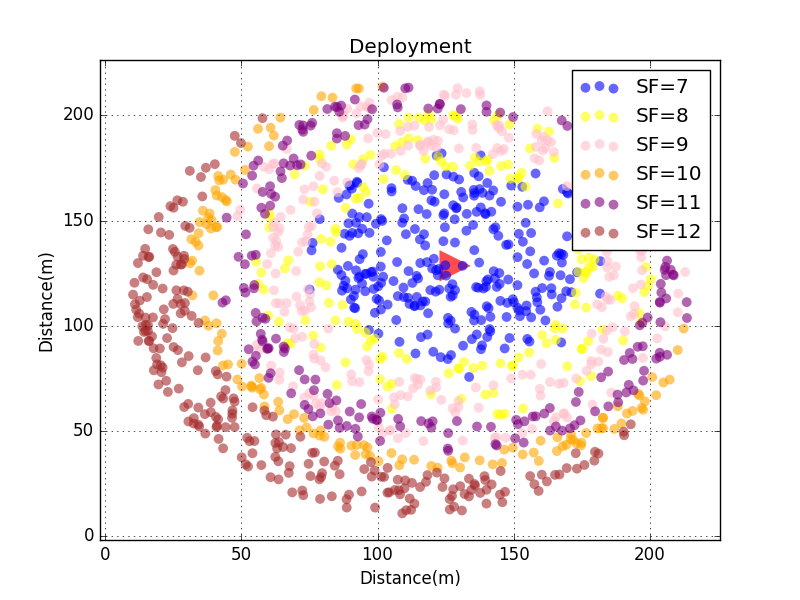 Deployment
SF=7
SF=8
SF=9
SF=10
SF=11
SF=12
200
150
100
50
0
Distance(m)
0 50 100 150 200
Distance(m)